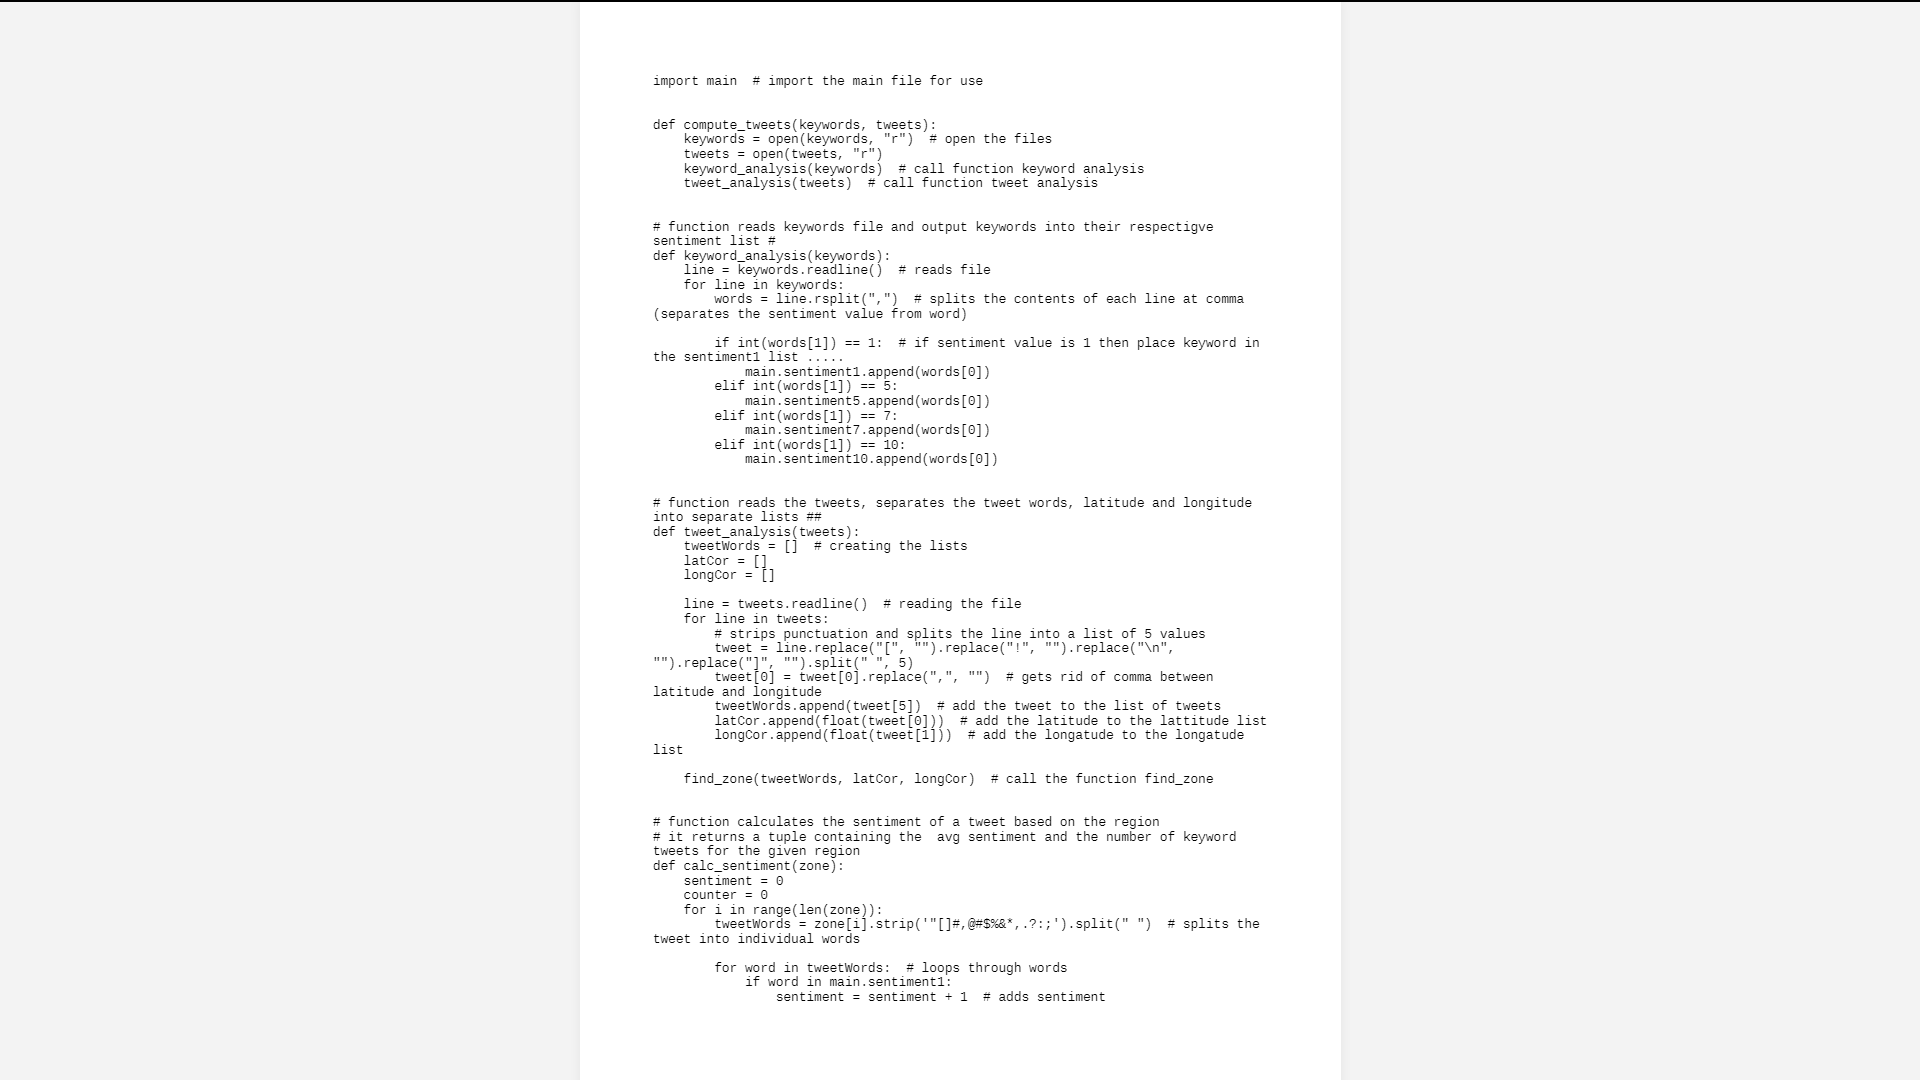 import main  # import the main file for use
def compute_tweets(keywords, tweets):
    keywords = open(keywords, "r")  # open the files
    tweets = open(tweets, "r")
    keyword_analysis(keywords)  # call function keyword analysis
    tweet_analysis(tweets)  # call function tweet analysis
# function reads keywords file and output keywords into their respectigve
sentiment list #
def keyword_analysis(keywords):
    line = keywords.readline()  # reads file
    for line in keywords:
        words = line.rsplit(",")  # splits the contents of each line at comma
(separates the sentiment value from word)
        if int(words[1]) == 1:  # if sentiment value is 1 then place keyword in
the sentiment1 list .....
            main.sentiment1.append(words[0])
        elif int(words[1]) == 5:
            main.sentiment5.append(words[0])
        elif int(words[1]) == 7:
            main.sentiment7.append(words[0])
        elif int(words[1]) == 10:
            main.sentiment10.append(words[0])
# function reads the tweets, separates the tweet words, latitude and longitude
into separate lists ##
def tweet_analysis(tweets):
    tweetWords = []  # creating the lists
    latCor = []
    longCor = []
    line = tweets.readline()  # reading the file
    for line in tweets:
        # strips punctuation and splits the line into a list of 5 values
        tweet = line.replace("[", "").replace("!", "").replace("\n",
"").replace("]", "").split(" ", 5)
        tweet[0] = tweet[0].replace(",", "")  # gets rid of comma between
latitude and longitude
        tweetWords.append(tweet[5])  # add the tweet to the list of tweets
        latCor.append(float(tweet[0]))  # add the latitude to the lattitude list
        longCor.append(float(tweet[1]))  # add the longatude to the longatude
list
    find_zone(tweetWords, latCor, longCor)  # call the function find_zone
# function calculates the sentiment of a tweet based on the region
# it returns a tuple containing the  avg sentiment and the number of keyword
tweets for the given region
def calc_sentiment(zone):
    sentiment = 0
    counter = 0
    for i in range(len(zone)):
        tweetWords = zone[i].strip('"[]#,@#$%&*,.?:;').split(" ")  # splits the
tweet into individual words
        for word in tweetWords:  # loops through words
            if word in main.sentiment1:
                sentiment = sentiment + 1  # adds sentiment